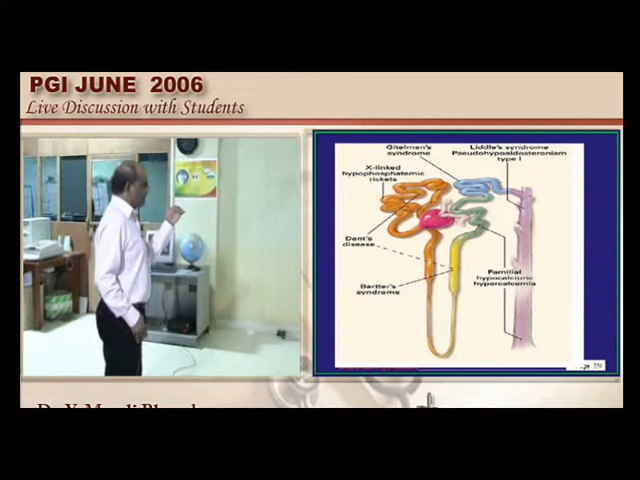 PGI JUNE 2006
Live Discussion with Students
Gitelman's
syndrome
Liddle's syndrome
Pseudohypoaldosteronism
type I
X-linked
hypophosphatemic
rickets
Dent's
disease
Familial
hypocalciuric
hypercalcemia
Bartter's
syndrome